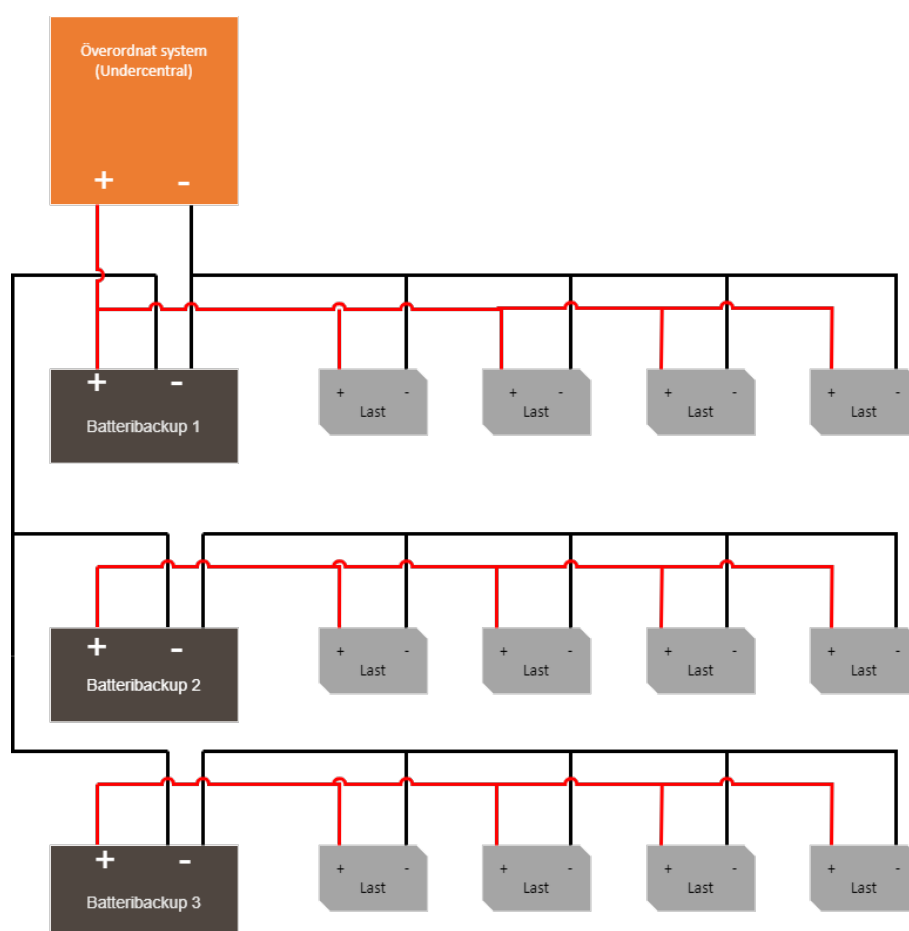 Överordnat system
(Undercentral)
+ -
+ -
Batteribackup 1
+ -
Last
+ -
Last
+ -
Last
+ -
Last
+ -
Batteribackup 2
+ -
Last
+ -
Last
+ -
Last
+ -
Last
+ -
Batteribackup 3
+ -
Last
+ -
Last
+ -
Last
+ -
Last